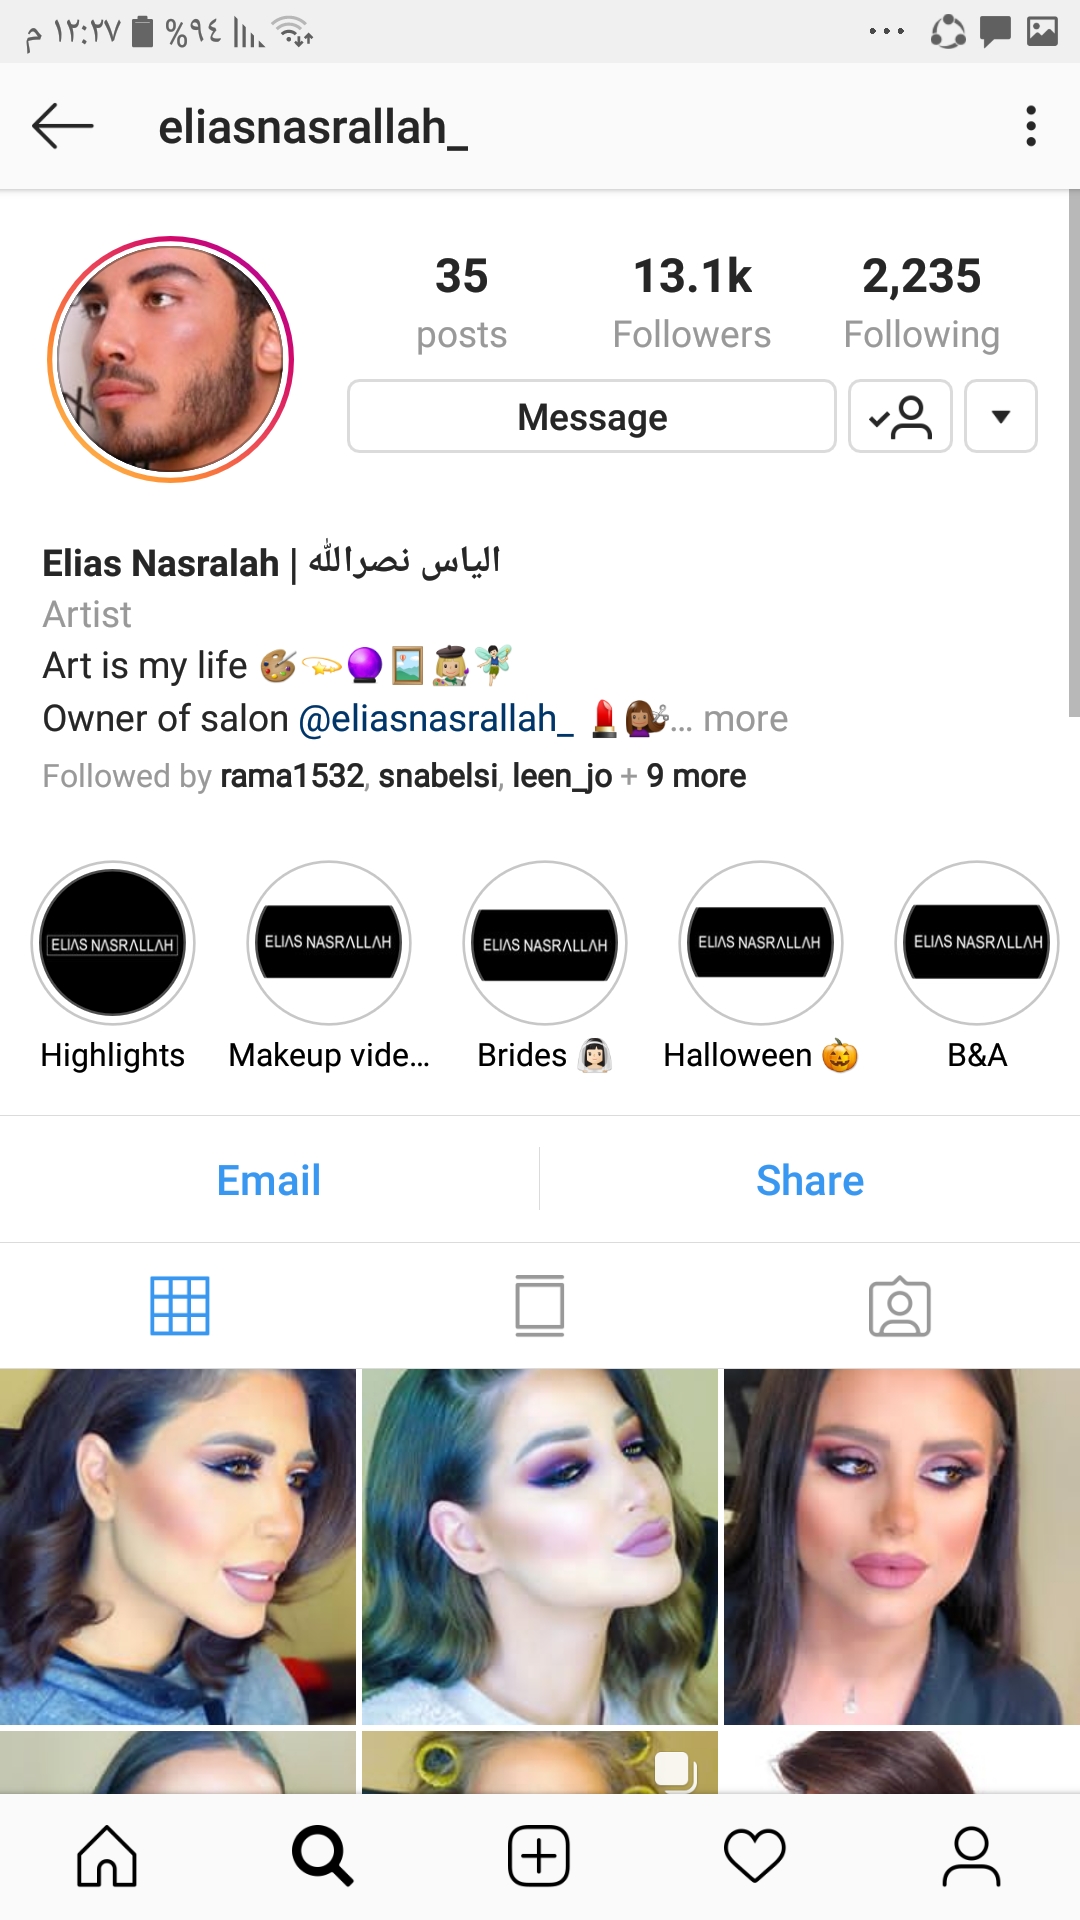 م ١٢:٢٧ %٩٤
eliasnasrallah_
35 13.1k 2,235
posts Followers Following
Message
Elias Nasralah | الياس نصرالله
Artist
Art is my life 🎨💫🔮🖼👩🏼‍🎨🧚🏻‍♂️
Owner of salon @eliasnasrallah_ 💄💇🏾‍♀️... more
Followed by rama1532, snabelsi, leen_jo + 9 more
ELIAS NASRALLAH ELIAS NASRALLAH ELIAS NASRALLAH ELIAS NASRALLAH ELIAS NASRALLAH
Highlights Makeup vide... Brides 👰🏻 Halloween 🎃 B&A
Email Share